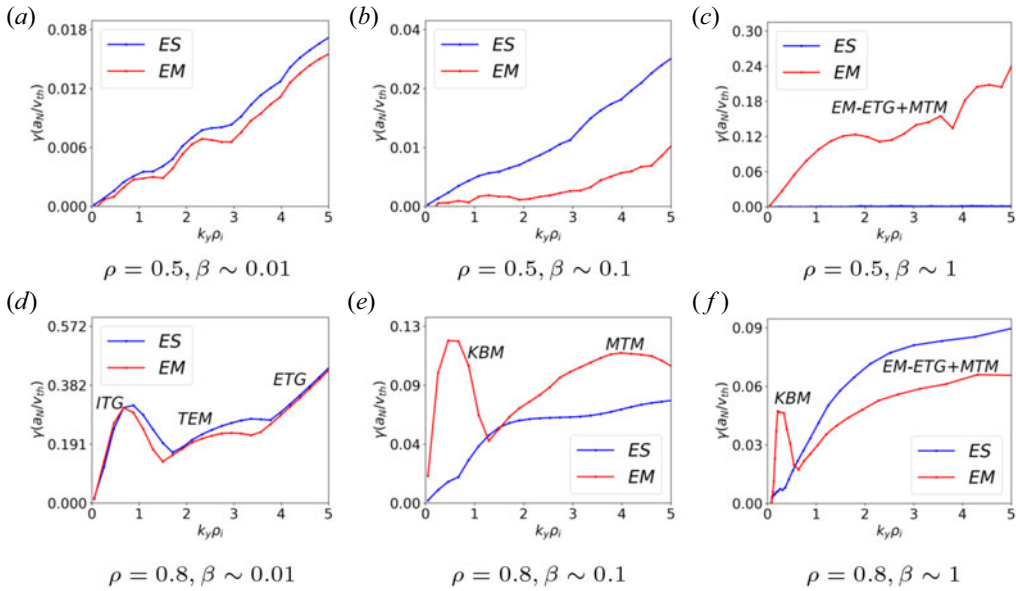 (a)
0.018
0.012
0.006
0.000
ES
EM
γ(a_N/v_th)
0 1 2 3 4 5
k_yρ_i
ρ = 0.5, β ∼ 0.01
(b)
0.04
0.02
0.01
0.00
ES
EM
γ(a_N/v_th)
0 1 2 3 4 5
k_yρ_i
ρ = 0.5, β ∼ 0.1
(c)
0.30
0.24
0.18
0.12
0.06
0.00
ES
EM
EM-ETG+MTM
γ(a_N/v_th)
0 1 2 3 4 5
k_yρ_i
ρ = 0.5, β ∼ 1
(d)
0.572
0.382
0.191
0.000
ES
EM
ITG
TEM
ETG
γ(a_N/v_th)
0 1 2 3 4 5
k_yρ_i
ρ = 0.8, β ∼ 0.01
(e)
0.13
0.09
0.04
0.00
KBM
MTM
ES
EM
γ(a_N/v_th)
0 1 2 3 4 5
k_yρ_i
ρ = 0.8, β ∼ 0.1
(f)
0.09
0.06
0.03
0.00
KBM
EM-ETG+MTM
ES
EM
γ(a_N/v_th)
0 1 2 3 4 5
k_yρ_i
ρ = 0.8, β ∼ 1